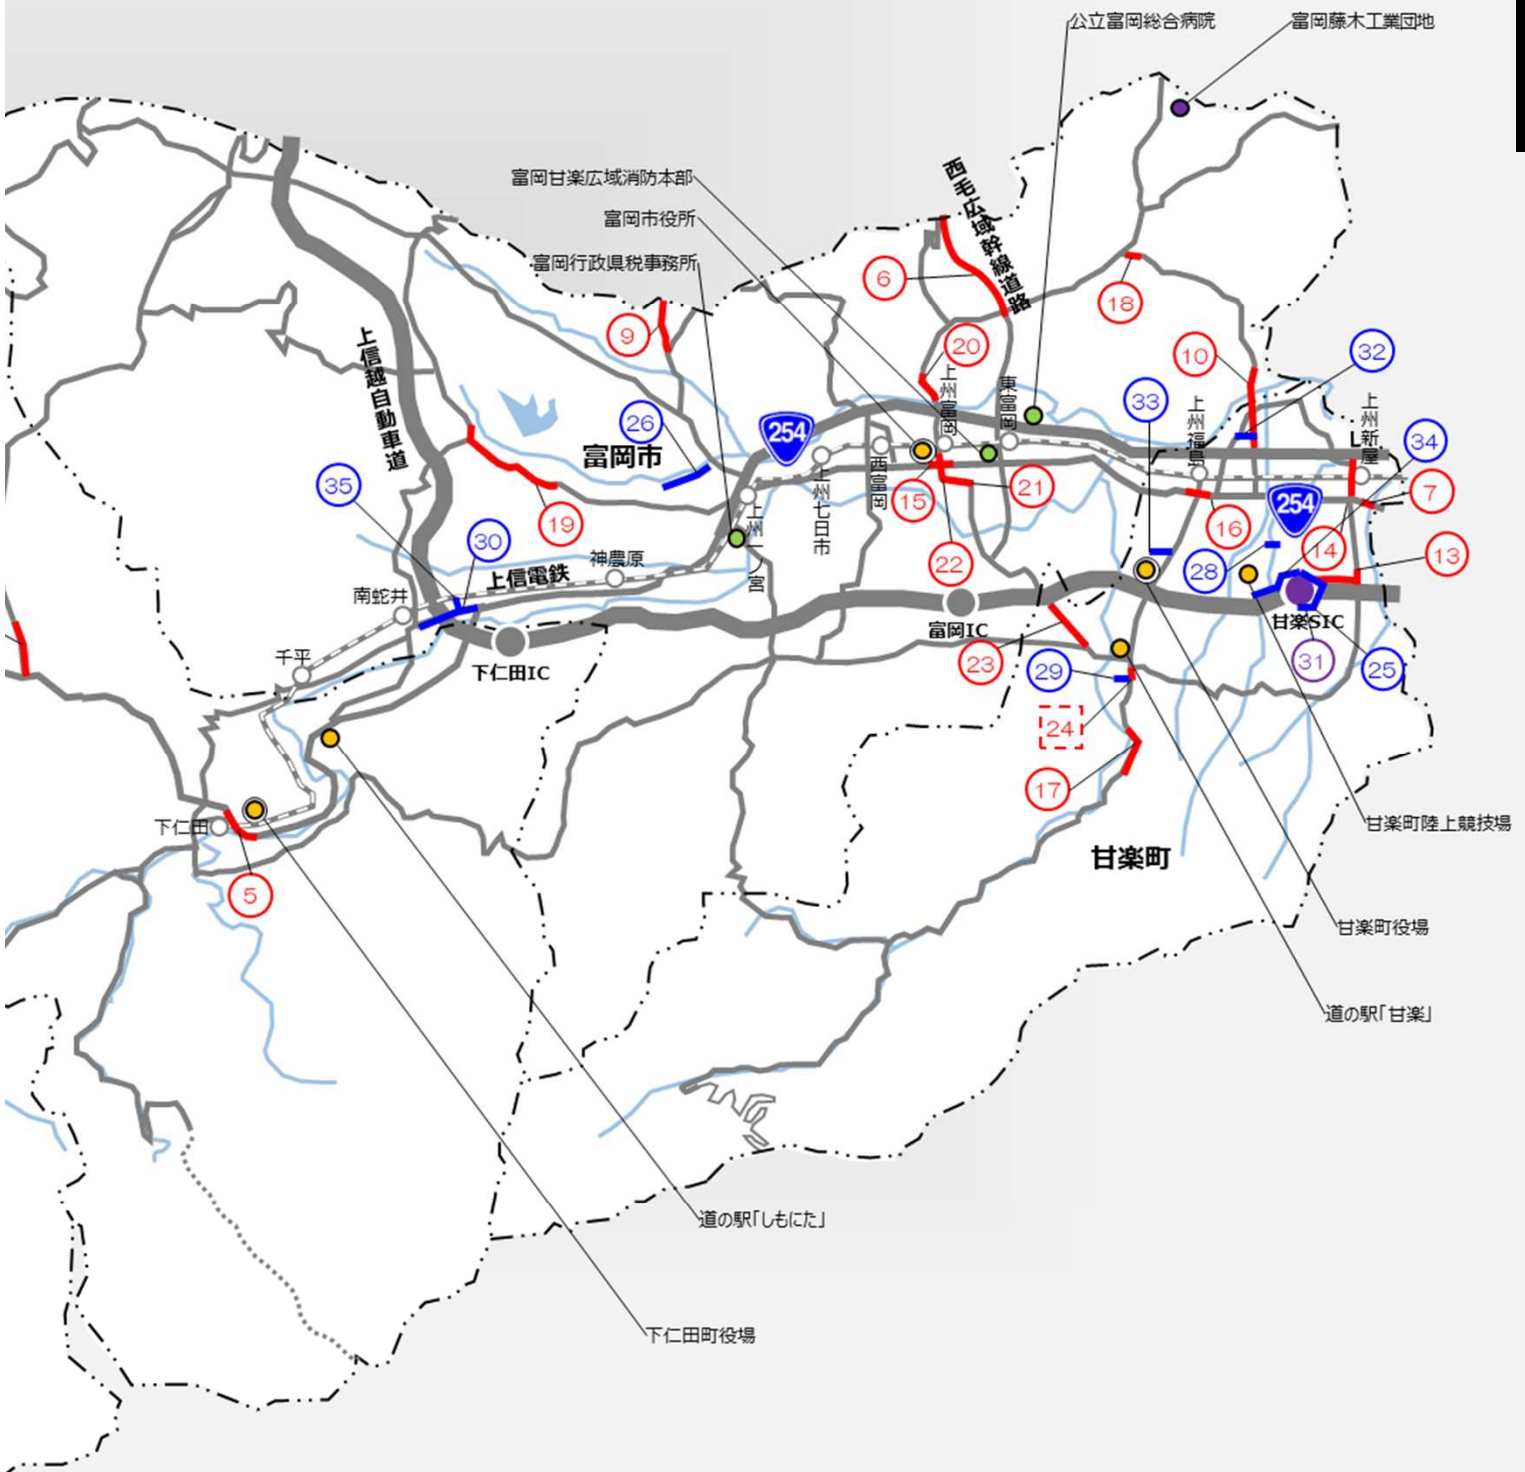 公立富岡総合病院
富岡藤木工業団地
富岡甘楽広域消防本部
西毛広域幹線道路
富岡市役所
富岡行政県税事務所
6
18
9
20
10
32
上信越自動車道
上州富岡
東富岡
33
上州福島
上州新屋
26
254
34
富岡市
西富岡
35
15
21
7
254
19
上州七日市
16
30
上州一ノ宮
14
13
神農原
22
28
上信電鉄
南蛇井
富岡IC
甘楽SIC
千平
下仁田IC
23
29
31
25
24
17
下仁田
甘楽町陸上競技場
甘楽町
5
甘楽町役場
道の駅「甘楽」
道の駅「しもにた」
下仁田町役場